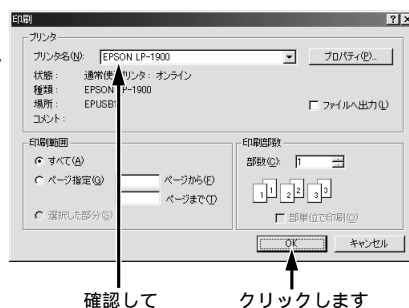 印刷
プリンタ
プリンタ名(N): EPSON LP-1900 プロパティ(P)...
状態: 通常使うプリンタ: オンライン
種類: EPSON LP-1900
場所: EPUSB1
コメント:
ファイルへ出力(L)
印刷範囲
すべて(A)
ページ指定(G) ページから(F)
ページまで(T)
選択した部分(S)
印刷部数
部数(C): 1
1 1 2 2 3 3
部単位で印刷(O)
OK キャンセル
確認して クリックします